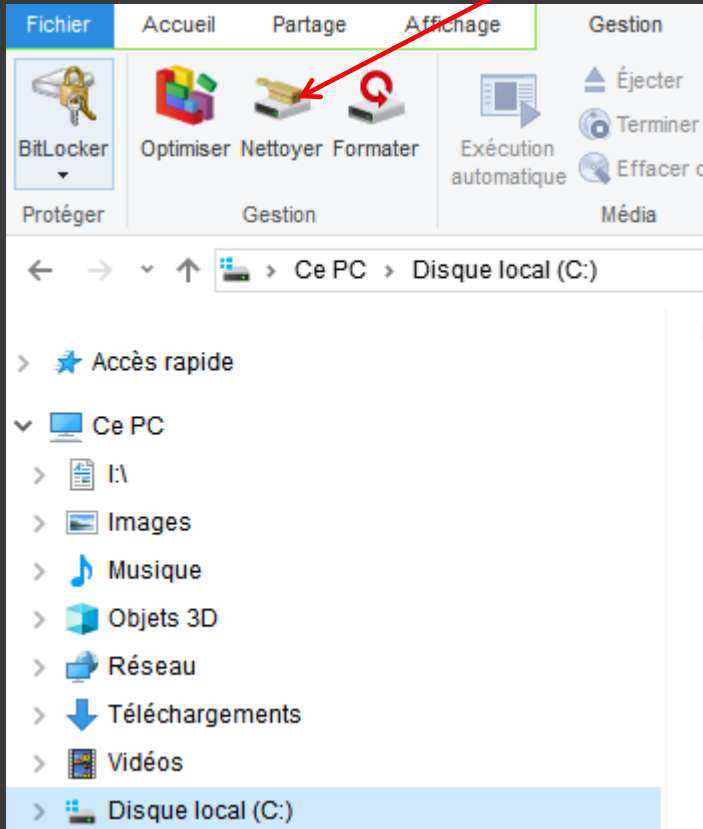 Fichier Accueil Partage Affichage Gestion
Éjecter
Terminer
BitLocker Optimiser Nettoyer Formater Exécution automatique Effacer
Protéger Gestion Média
Ce PC > Disque local (C:)
Accès rapide
Ce PC
I:\
Images
Musique
Objets 3D
Réseau
Téléchargements
Vidéos
Disque local (C:)